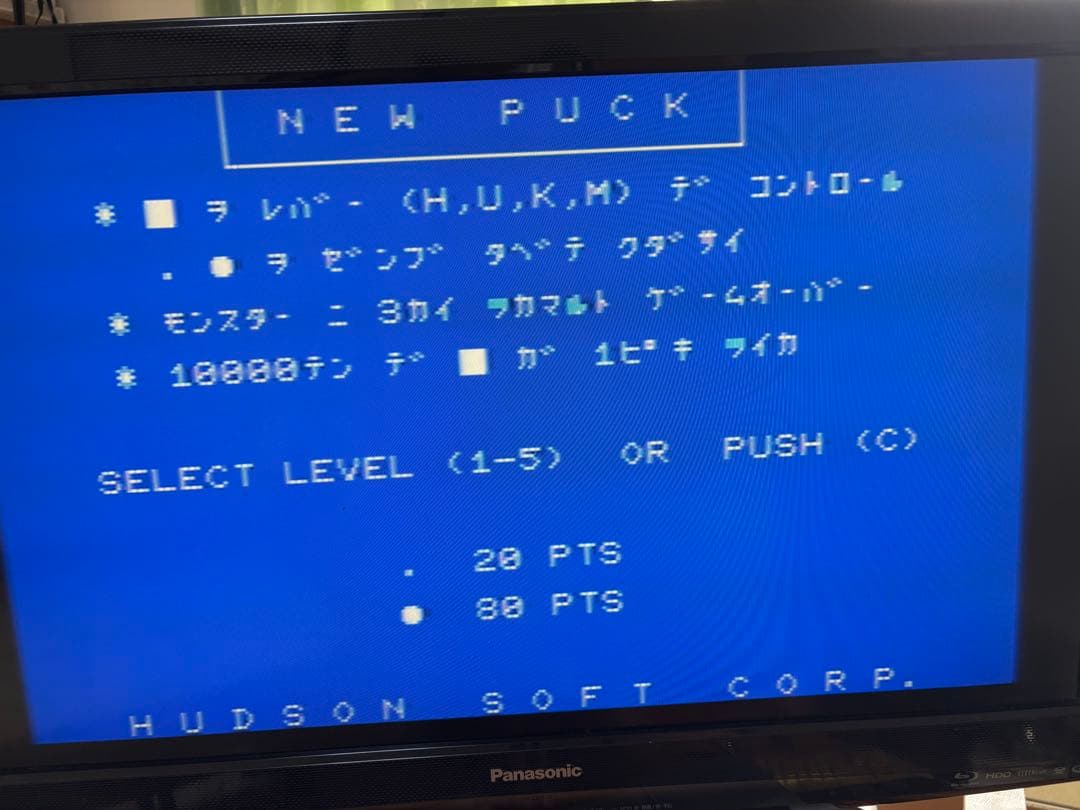 NEW PUCK
* ■ ヲ レバー (H,U,K,M) デ コントロール
. ● ヲ ゼンブ タベテ クダサイ
* モンスター ニ 3カイ ツカマルト ゲームオーバー
* 10000テン デ ■ ガ 1ピキ ツイカ
SELECT LEVEL (1-5) OR PUSH (C)
. 20 PTS
● 80 PTS
HUDSON SOFT CORP.
Panasonic
HDD